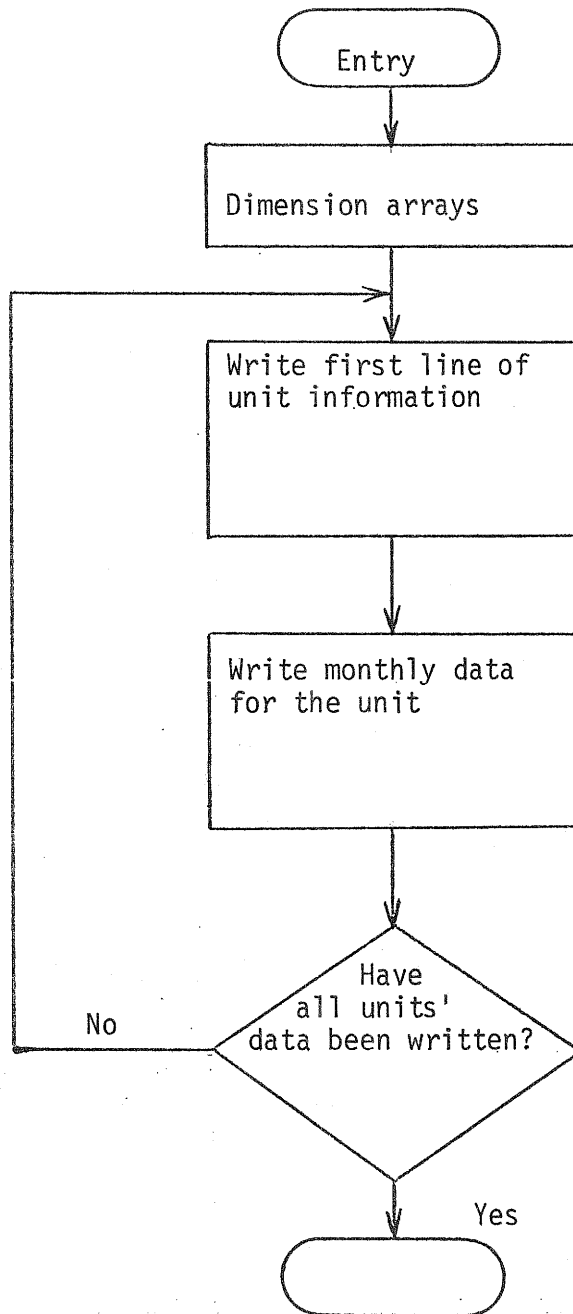 Entry
Dimension arrays
Write first line of
unit information
Write monthly data
for the unit
Have
all units'
data been written?
No
Yes